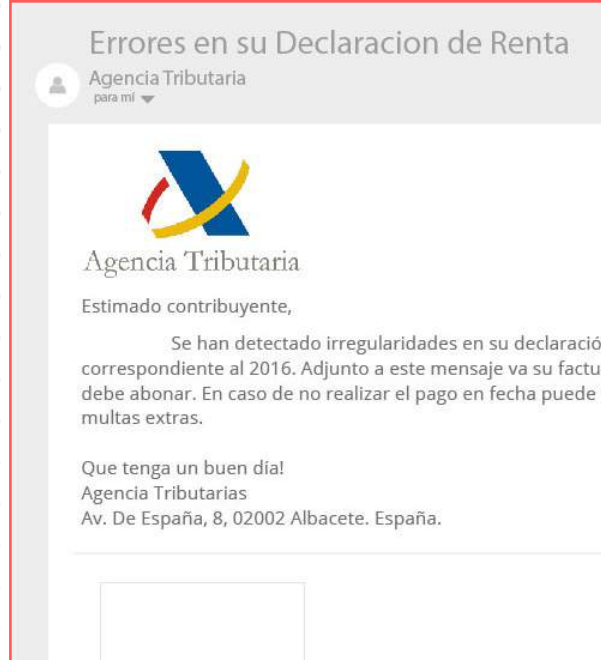 Errores en su Declaracion de Renta
Agencia Tributaria
para mí
Agencia Tributaria
Estimado contribuyente,
Se han detectado irregularidades en su declaració
correspondiente al 2016. Adjunto a este mensaje va su factu
debe abonar. En caso de no realizar el pago en fecha puede
multas extras.
Que tenga un buen día!
Agencia Tributarias
Av. De España, 8, 02002 Albacete. España.